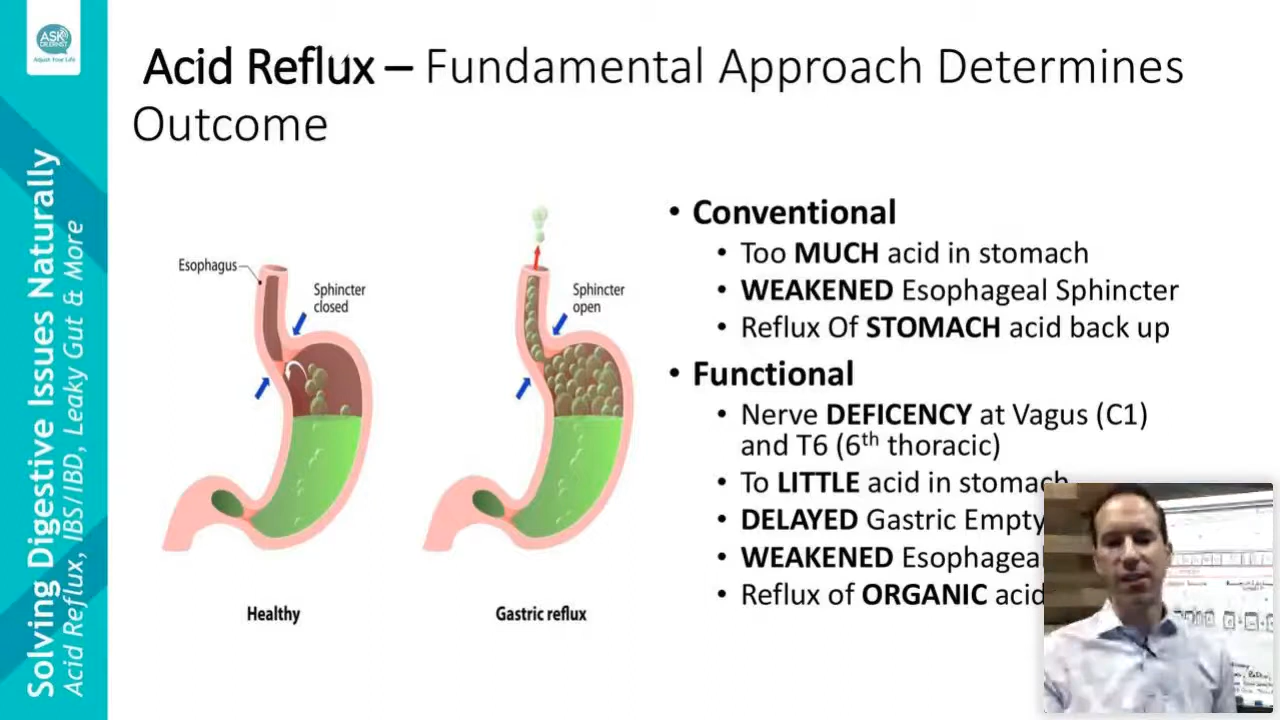 ASK
DR.ERNST
Adjust Your Life
Solving Digestive Issues Naturally
Acid Reflux, IBS/IBD, Leaky Gut & More
Acid Reflux – Fundamental Approach Determines
Outcome
Esophagus
Sphincter
closed
Healthy
Sphincter
open
Gastric reflux
• Conventional
• Too MUCH acid in stomach
• WEAKENED Esophageal Sphincter
• Reflux Of STOMACH acid back up
• Functional
• Nerve DEFICENCY at Vagus (C1)
and T6 (6th thoracic)
• To LITTLE acid in stomach
• DELAYED Gastric Empty
• WEAKENED Esophageal
• Reflux of ORGANIC acid